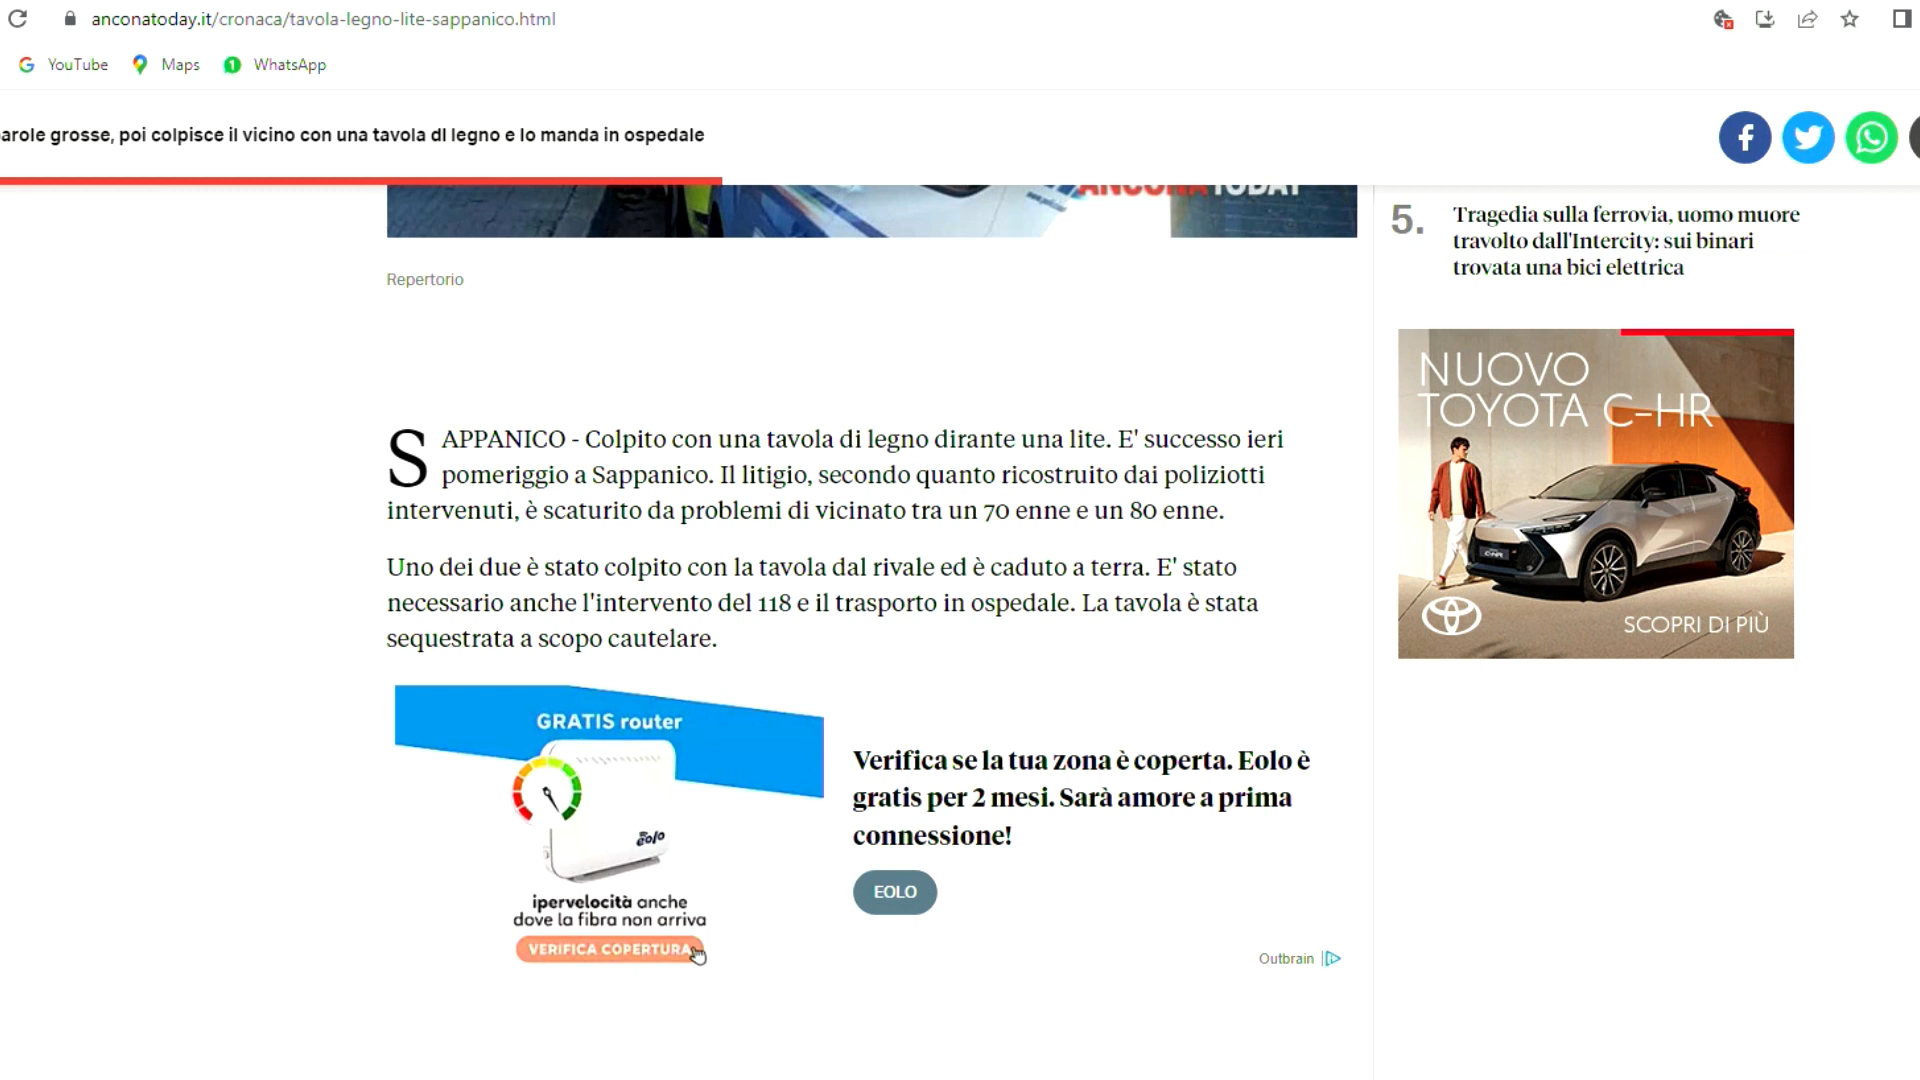 anconatoday.it/cronaca/tavola-legno-lite-sappanico.html
YouTube Maps WhatsApp
arole grosse, poi colpisce il vicino con una tavola dI legno e lo manda in ospedale
ANCONATODAY
Repertorio
SAPPANICO - Colpito con una tavola di legno dirante una lite. E' successo ieri
pomeriggio a Sappanico. Il litigio, secondo quanto ricostruito dai poliziotti
intervenuti, è scaturito da problemi di vicinato tra un 70 enne e un 80 enne.
Uno dei due è stato colpito con la tavola dal rivale ed è caduto a terra. E' stato
necessario anche l'intervento del 118 e il trasporto in ospedale. La tavola è stata
sequestrata a scopo cautelare.
GRATIS router
eolo
ipervelocità anche
dove la fibra non arriva
VERIFICA COPERTURA
Verifica se la tua zona è coperta. Eolo è
gratis per 2 mesi. Sarà amore a prima
connessione!
EOLO
Outbrain
5. Tragedia sulla ferrovia, uomo muore
travolto dall'Intercity: sui binari
trovata una bici elettrica
NUOVO
TOYOTA C-HR
SCOPRI DI PIÙ